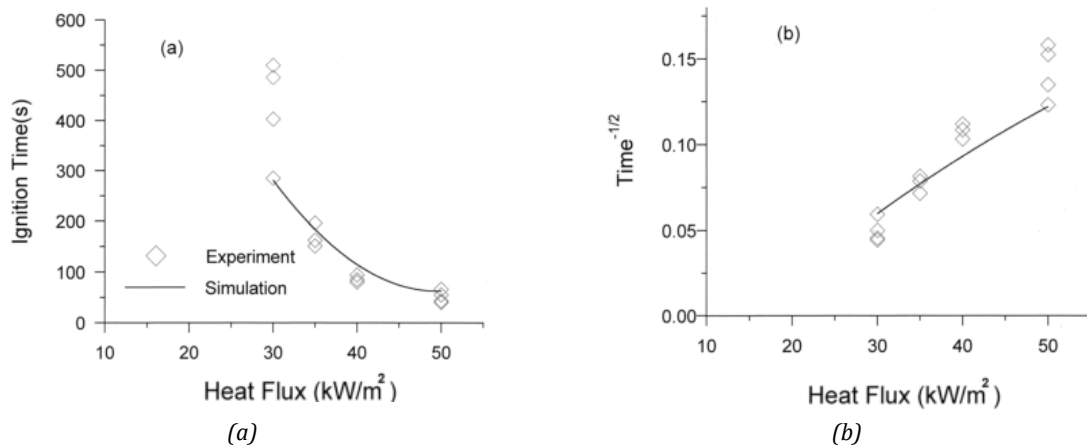 600
500
400
300
200
100
0
Ignition Time(s)
(a)
Experiment
Simulation
10
20
30
40
50
Heat Flux (kW/m²)
(a)
0.15
0.10
0.05
0.00
Time-1/2
(b)
10
20
30
40
50
Heat Flux (kW/m²)
(b)